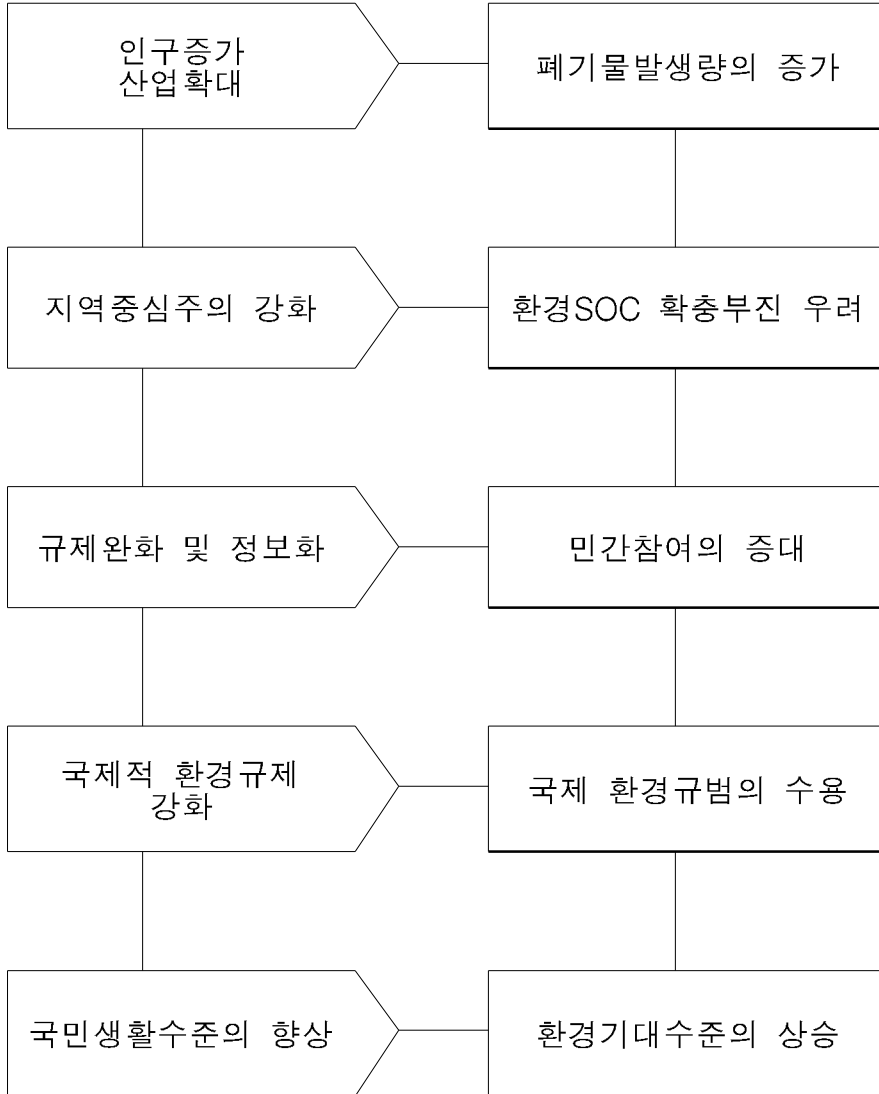 인구증가
산업확대
폐기물발생량의 증가
지역중심주의 강화
환경SOC 확충부진 우려
규제완화 및 정보화
민간참여의 증대
국제적 환경규제
강화
국제 환경규범의 수용
국민생활수준의 향상
환경기대수준의 상승